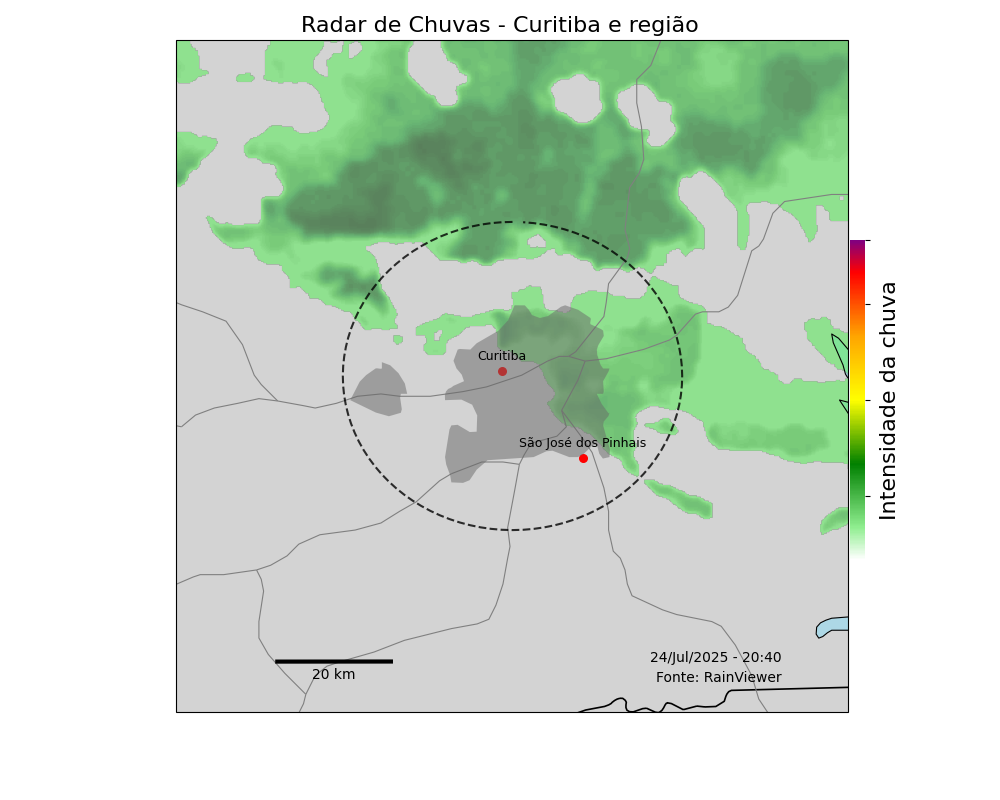 Radar de Chuvas - Curitiba e região
Curitiba
São José dos Pinhais
Intensidade da chuva
24/Jul/2025 - 20:40
20 km
Fonte: RainViewer